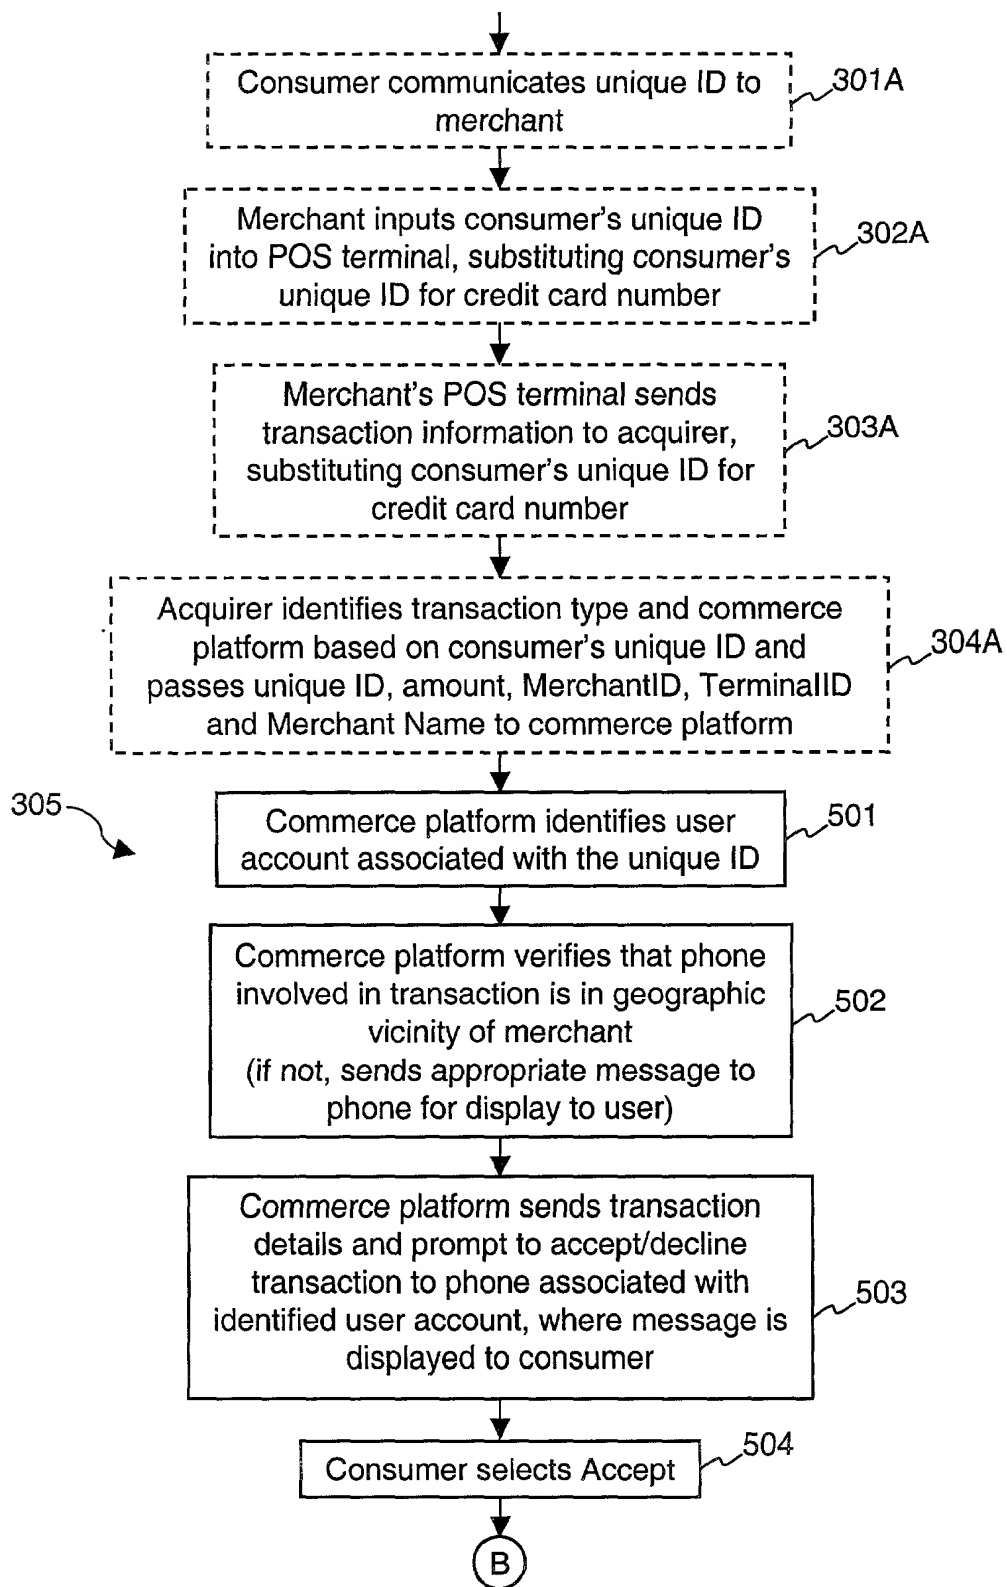 Consumer communicates unique ID to
merchant
301A
Merchant inputs consumer's unique ID
into POS terminal, substituting consumer's
unique ID for credit card number
302A
Merchant's POS terminal sends
transaction information to acquirer,
substituting consumer's unique ID for
credit card number
303A
Acquirer identifies transaction type and commerce
platform based on consumer's unique ID and
passes unique ID, amount, MerchantID, TerminalID
and Merchant Name to commerce platform
304A
305
Commerce platform identifies user
account associated with the unique ID
501
Commerce platform verifies that phone
involved in transaction is in geographic
vicinity of merchant
(if not, sends appropriate message to
phone for display to user)
502
Commerce platform sends transaction
details and prompt to accept/decline
transaction to phone associated with
identified user account, where message is
displayed to consumer
503
Consumer selects Accept
504
B